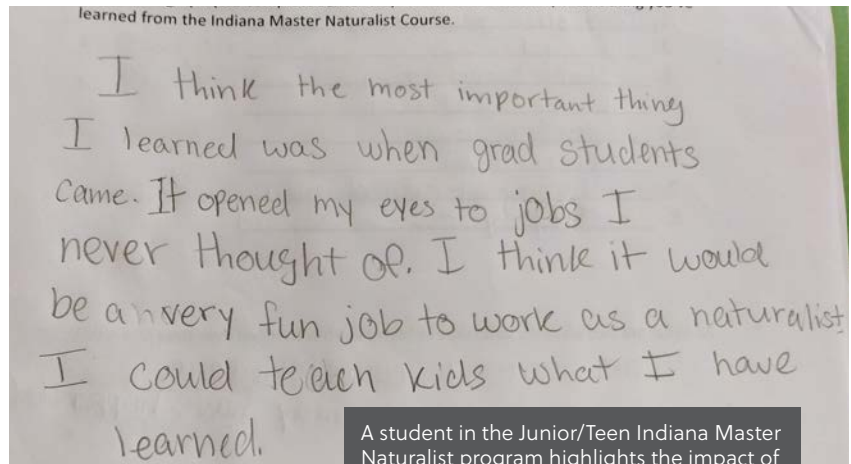 learned from the Indiana Master Naturalist Course.
I think the most important thing
I learned was when grad students
came. It opened my eyes to jobs I
never thought of. I think it would
be an very fun job to work as a naturalist.
I could teach kids what I have
learned.
A student in the Junior/Teen Indiana Master
Naturalist program highlights the impact of